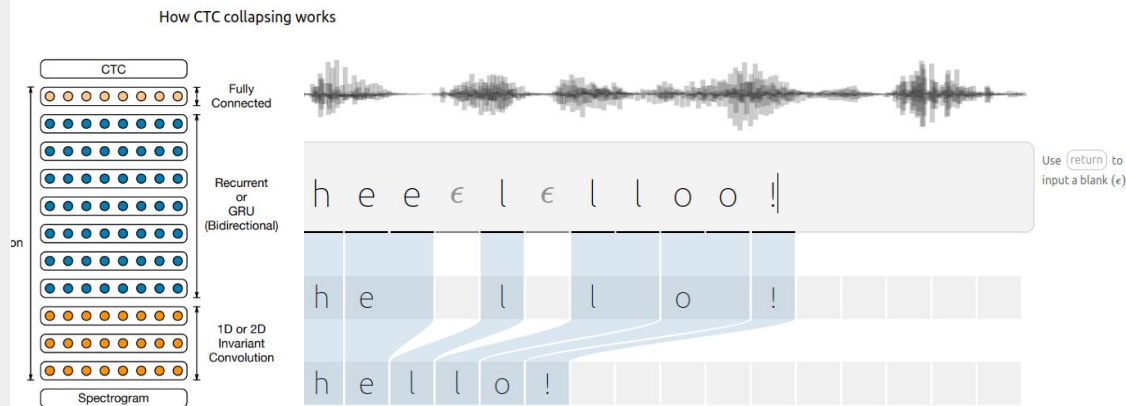 How CTC collapsing works
CTC
Fully
Connected
Recurrent
or
GRU
(Bidirectional)
on
1D or 2D
Invariant
Convolution
Spectrogram
Use return to
input a blank (ϵ)
h e e ϵ l ϵ l l o o !
h e l l o !
h e l l o !